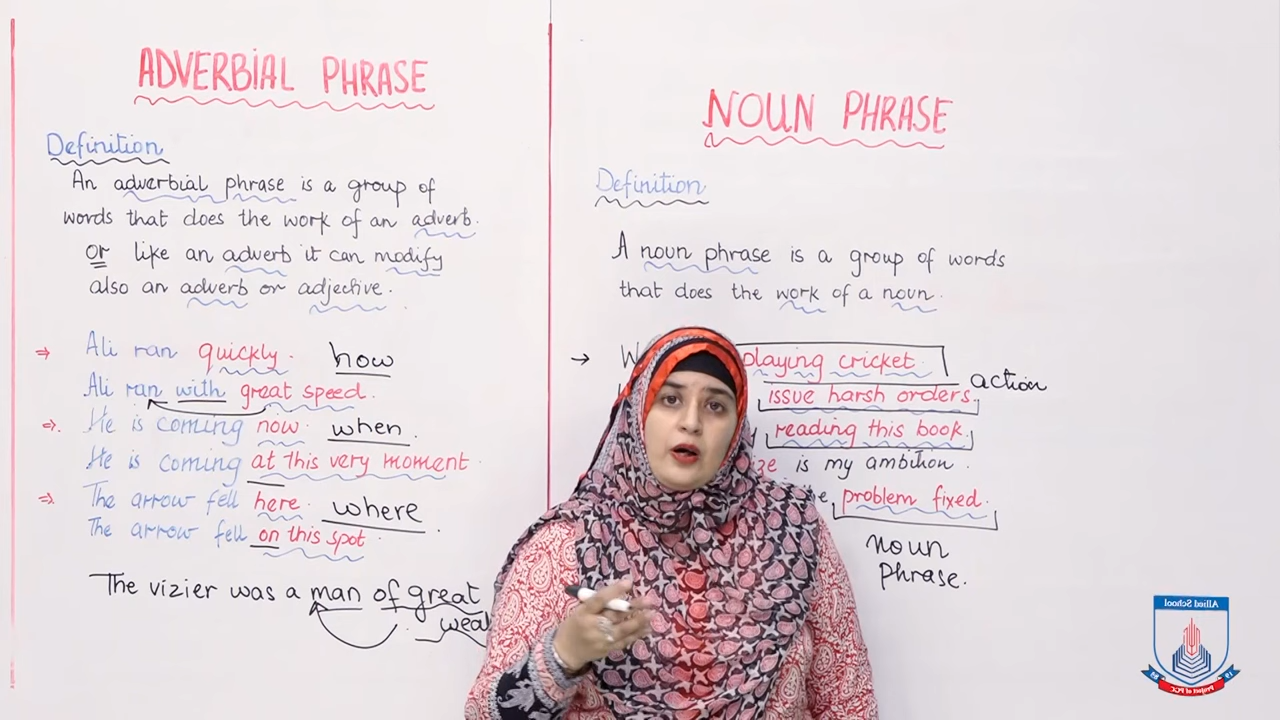 ADVERBIAL PHRASE
Definition
An adverbial phrase is a group of
words that does the work of an adverb.
or like an adverb it can modify
also an adverb or adjective.
⇒ Ali ran quickly. how
Ali ran with great speed.
⇒ He is coming now. when.
He is coming at this very moment.
⇒ The arrow fell here. where
The arrow fell on this spot.
The vizier was a man of great
NOUN PHRASE
Definition
A noun phrase is a group of words
that does the work of a noun.
→ playing cricket.
issue harsh orders. action
reading this book.
is my ambition.
problem fixed.
noun
phrase.
Allied School
Project of PGC